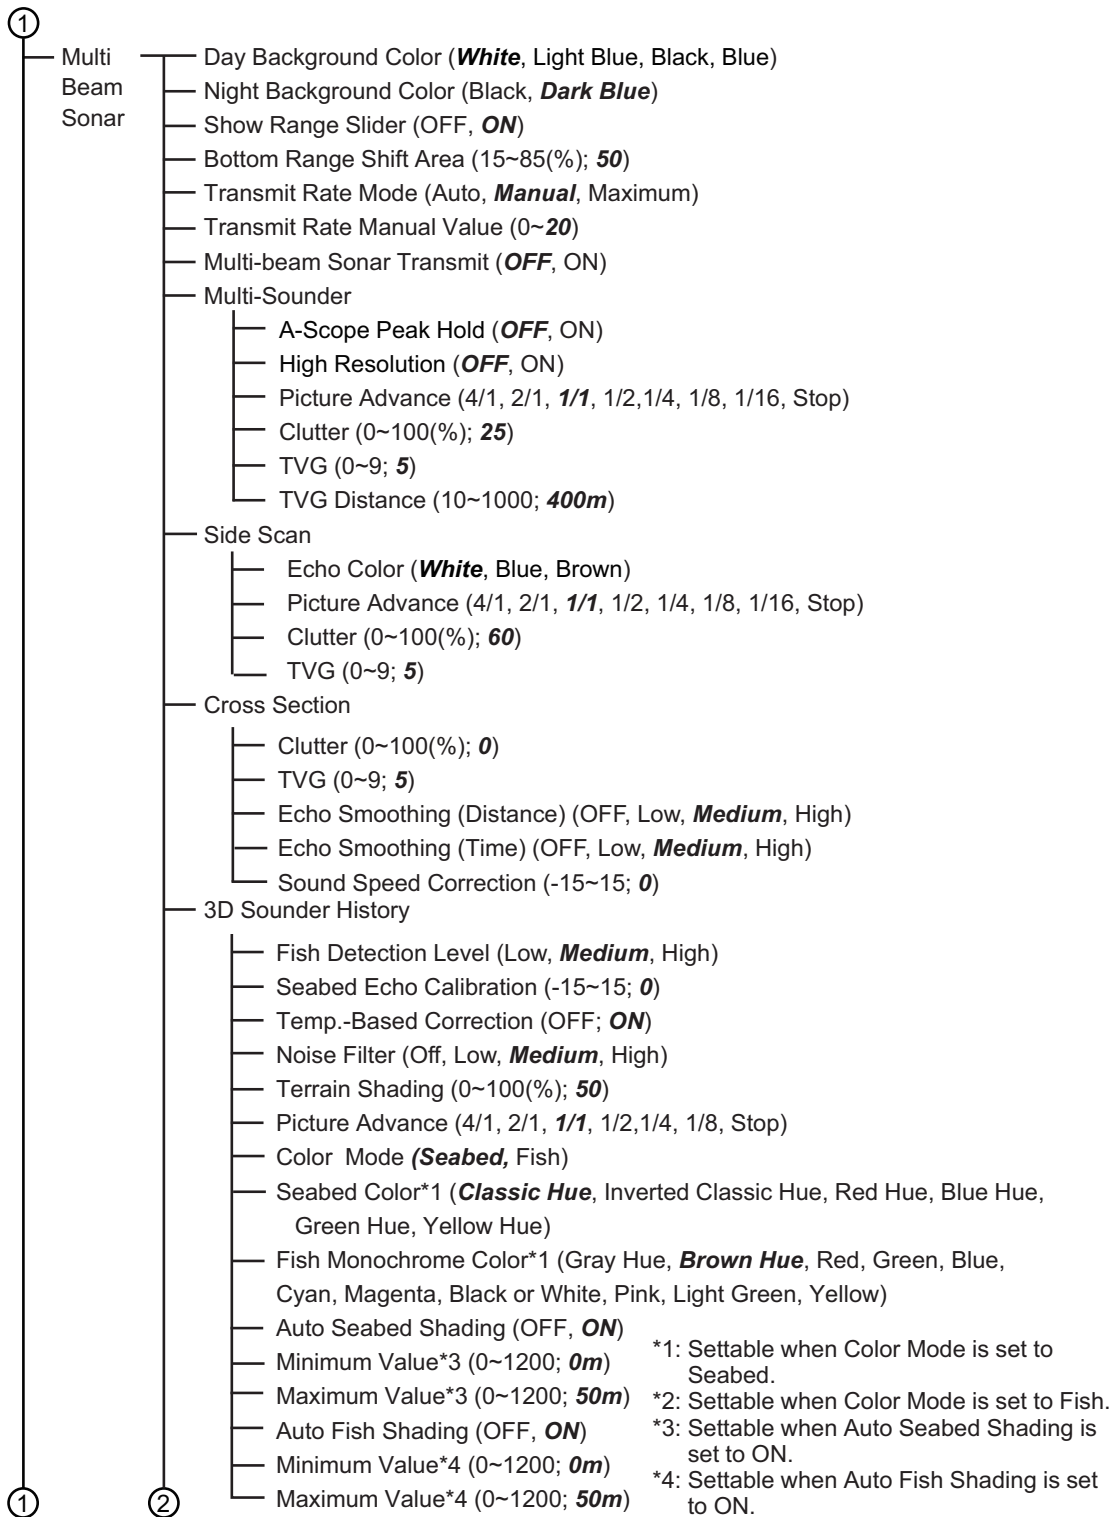 1
Multi Beam Sonar
Day Background Color (White, Light Blue, Black, Blue)
Night Background Color (Black, Dark Blue)
Show Range Slider (OFF, ON)
Bottom Range Shift Area (15~85(%); 50)
Transmit Rate Mode (Auto, Manual, Maximum)
Transmit Rate Manual Value (0~20)
Multi-beam Sonar Transmit (OFF, ON)
Multi-Sounder
A-Scope Peak Hold (OFF, ON)
High Resolution (OFF, ON)
Picture Advance (4/1, 2/1, 1/1, 1/2,1/4, 1/8, 1/16, Stop)
Clutter (0~100(%); 25)
TVG (0~9; 5)
TVG Distance (10~1000; 400m)
Side Scan
Echo Color (White, Blue, Brown)
Picture Advance (4/1, 2/1, 1/1, 1/2, 1/4, 1/8, 1/16, Stop)
Clutter (0~100(%); 60)
TVG (0~9; 5)
Cross Section
Clutter (0~100(%); 0)
TVG (0~9; 5)
Echo Smoothing (Distance) (OFF, Low, Medium, High)
Echo Smoothing (Time) (OFF, Low, Medium, High)
Sound Speed Correction (-15~15; 0)
3D Sounder History
Fish Detection Level (Low, Medium, High)
Seabed Echo Calibration (-15~15; 0)
Temp.-Based Correction (OFF; ON)
Noise Filter (Off, Low, Medium, High)
Terrain Shading (0~100(%); 50)
Picture Advance (4/1, 2/1, 1/1, 1/2,1/4, 1/8, Stop)
Color Mode (Seabed, Fish)
Seabed Color*1 (Classic Hue, Inverted Classic Hue, Red Hue, Blue Hue,
Green Hue, Yellow Hue)
Fish Monochrome Color*1 (Gray Hue, Brown Hue, Red, Green, Blue,
Cyan, Magenta, Black or White, Pink, Light Green, Yellow)
Auto Seabed Shading (OFF, ON)
Minimum Value*3 (0~1200; 0m)
Maximum Value*3 (0~1200; 50m)
Auto Fish Shading (OFF, ON)
Minimum Value*4 (0~1200; 0m)
Maximum Value*4 (0~1200; 50m)
*1: Settable when Color Mode is set to
Seabed.
*2: Settable when Color Mode is set to Fish.
*3: Settable when Auto Seabed Shading is
set to ON.
*4: Settable when Auto Fish Shading is set
to ON.
1
2